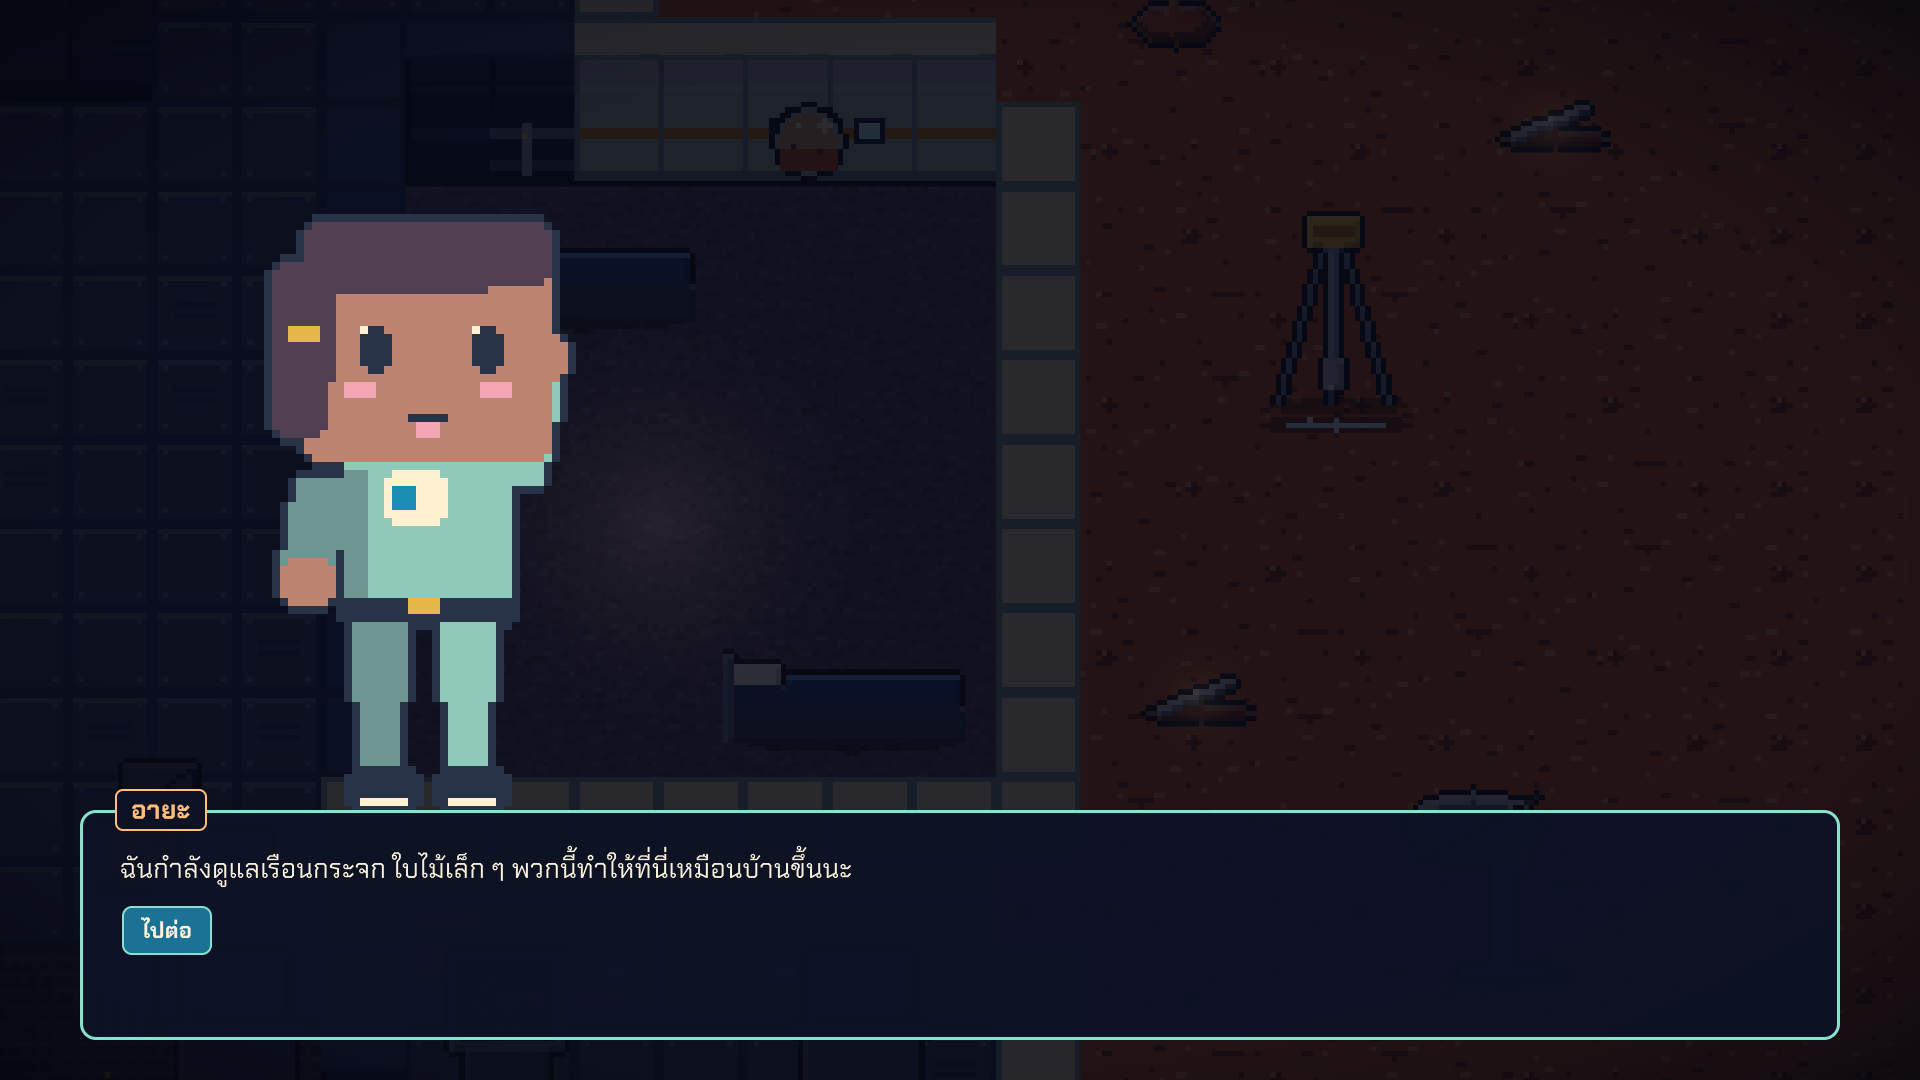 อายะ
ฉันกำลังดูแลเรือนกระจก ใบไม้เล็ก ๆ พวกนี้ทำให้ที่นี่เหมือนบ้านขึ้นนะ
ไปต่อ